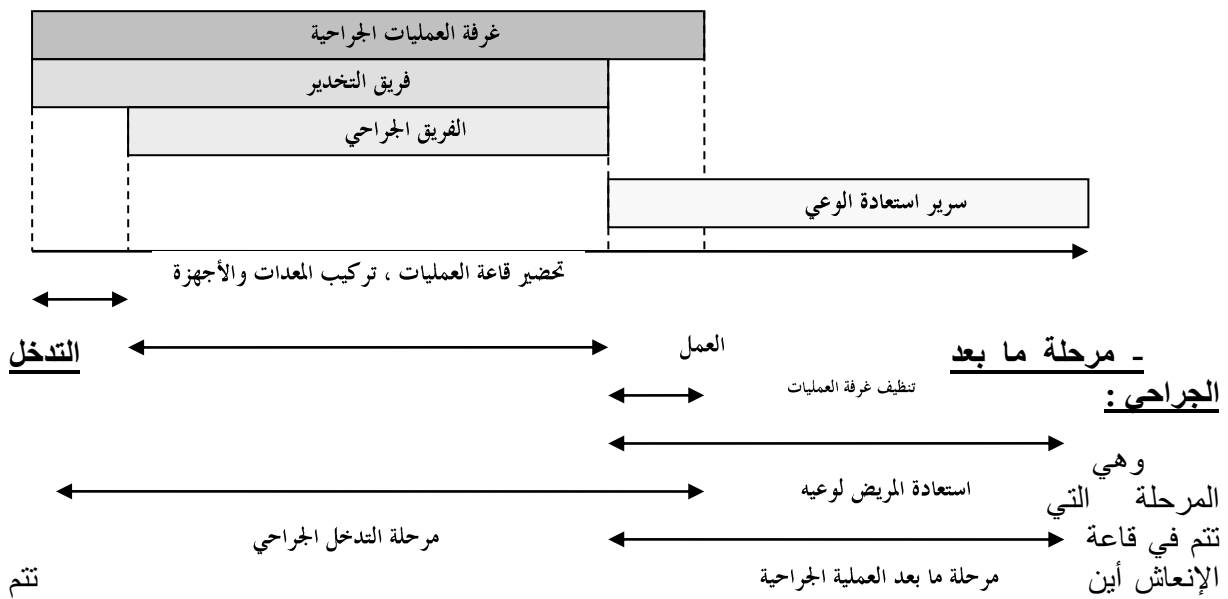 غرفة العمليات الجراحية
فريق التخدير
الفريق الجراحي
سرير استعادة الوعي
تحضير قاعة العمليات ، تركيب المعدات والأجهزة
العمل
تنظيف غرفة العمليات
استعادة المريض لوعيه
مرحلة التدخل الجراحي
مرحلة ما بعد العملية الجراحية
- مرحلة ما بعد التدخل
الجراحي :
وهي
المرحلة التي
تتم في قاعة
الإنعاش أين تتم